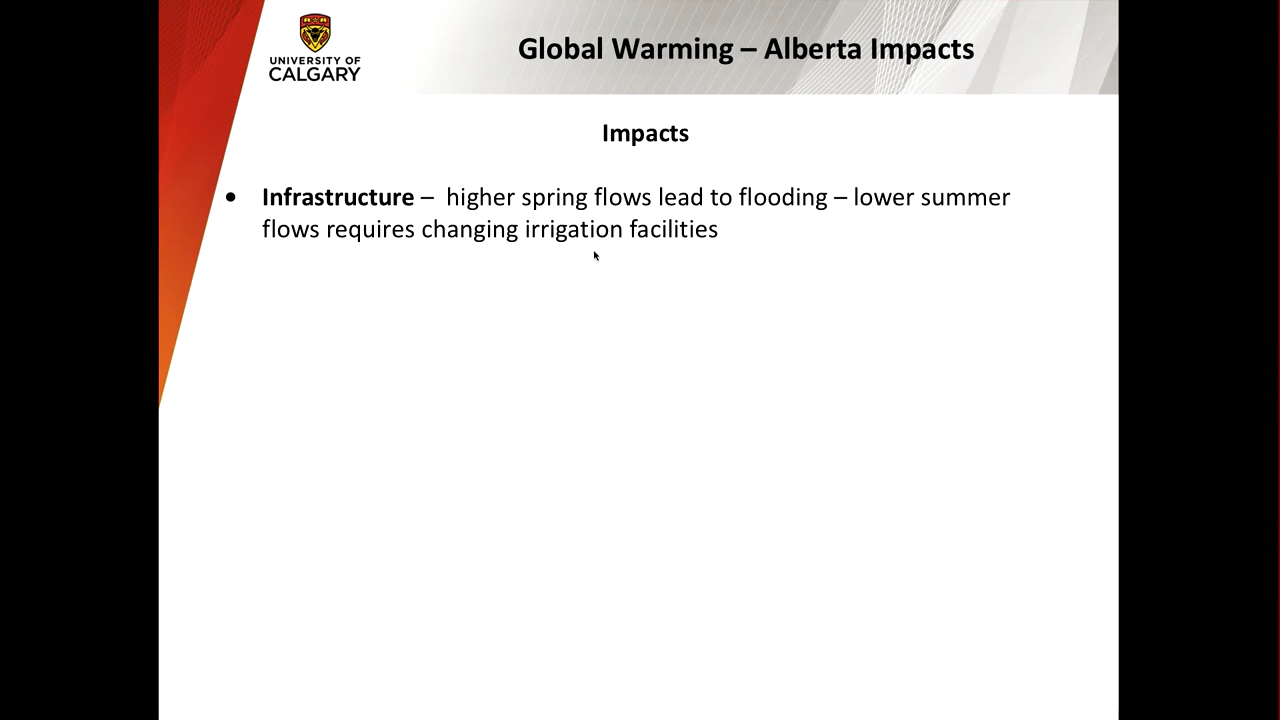 UNIVERSITY OF
CALGARY
Global Warming – Alberta Impacts
Impacts
• Infrastructure – higher spring flows lead to flooding – lower summer
flows requires changing irrigation facilities